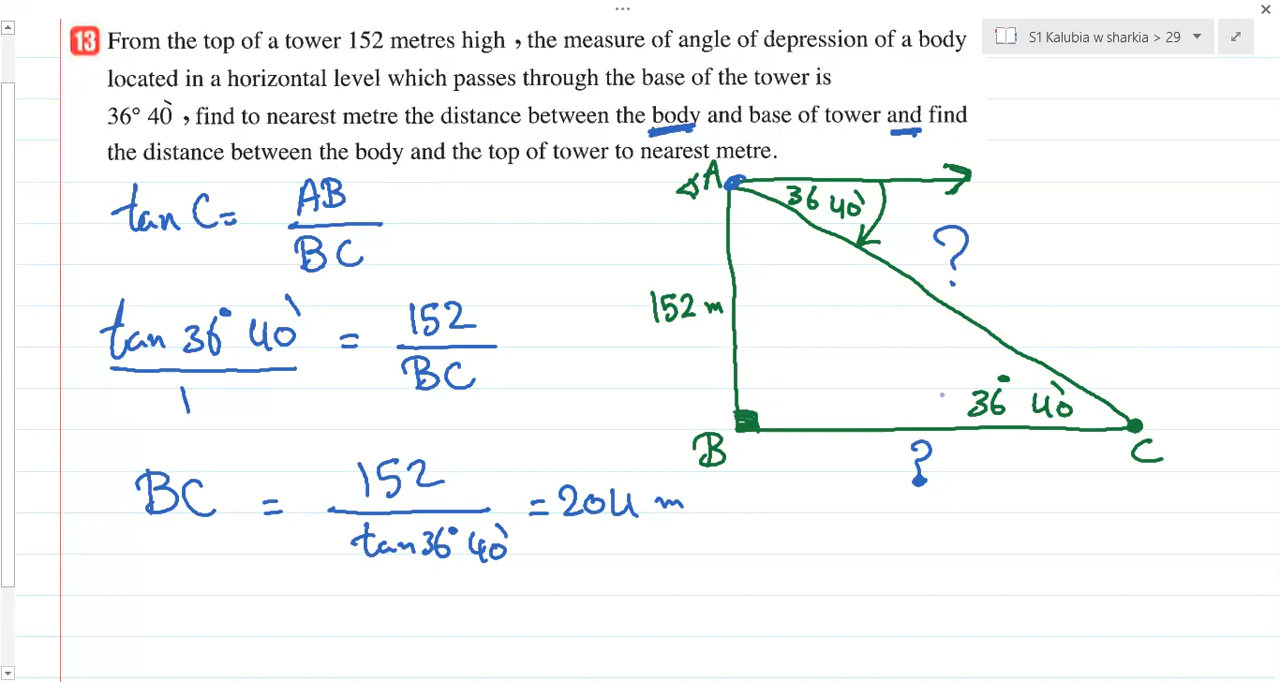 S1 Kalubia w sharkia > 29
13 From the top of a tower 152 metres high , the measure of angle of depression of a body
located in a horizontal level which passes through the base of the tower is
36° 40` , find to nearest metre the distance between the body and base of tower and find
the distance between the body and the top of tower to nearest metre.
tan C = AB
BC
tan 36° 40` = 152
1 BC
BC = 152 = 204 m
tan 36° 40`
A
36 40`
?
152 m
36° 40`
B
?
C